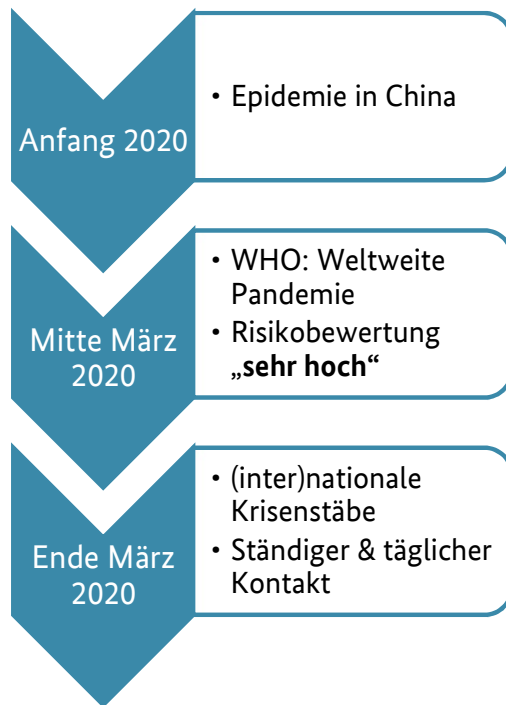 Anfang 2020
• Epidemie in China
Mitte März
2020
• WHO: Weltweite
Pandemie
• Risikobewertung
„sehr hoch“
Ende März
2020
• (inter)nationale
Krisenstäbe
• Ständiger & täglicher
Kontakt